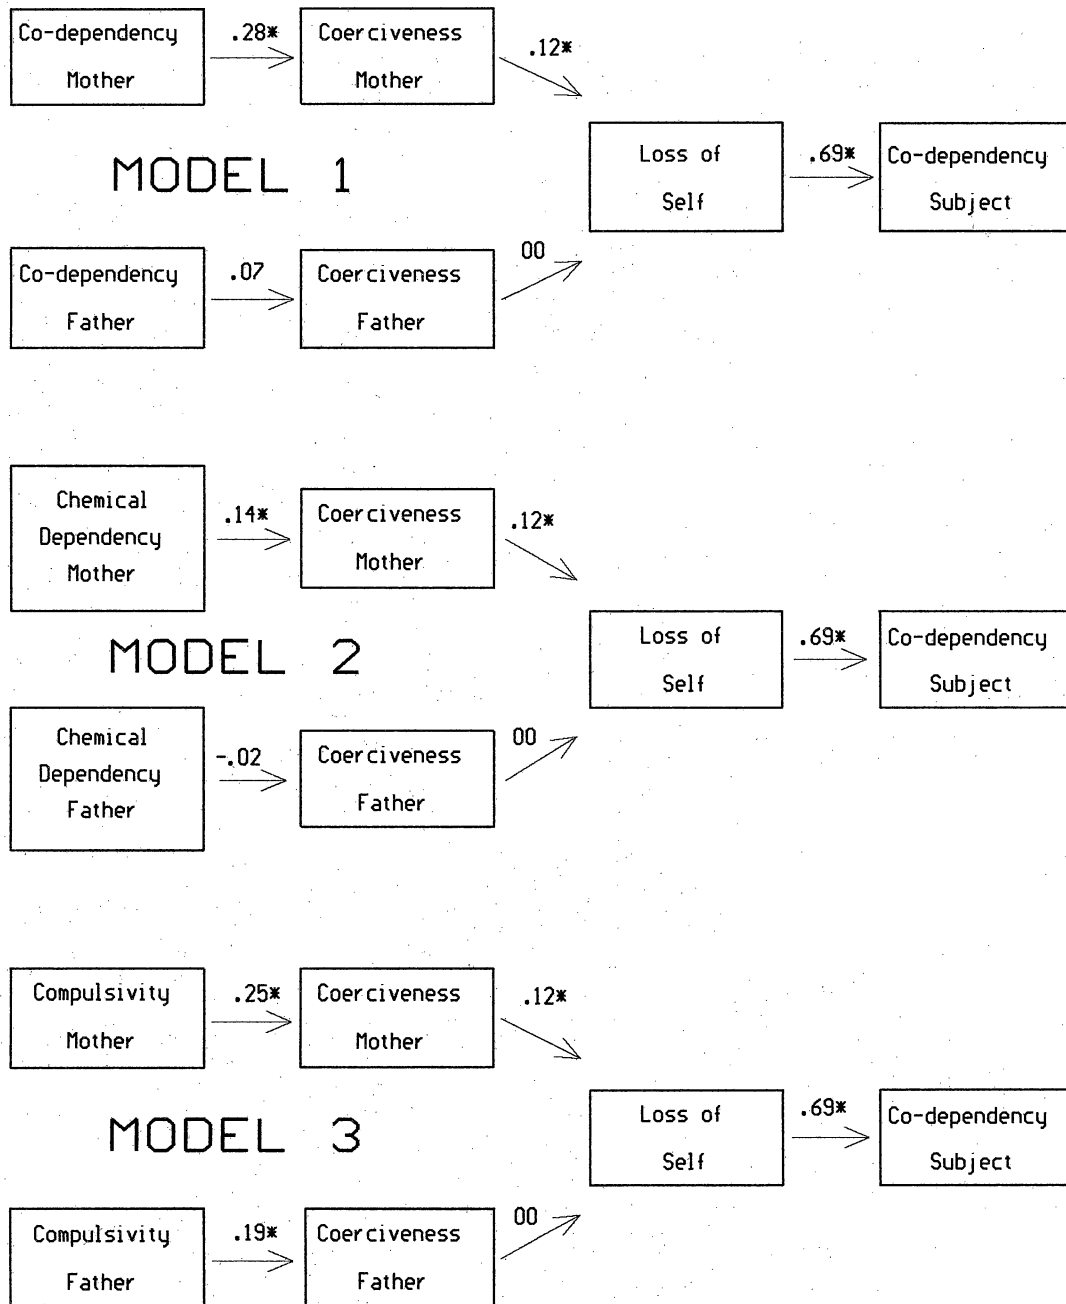 Co-dependency
Mother
.28*
Coerciveness
Mother
.12*
MODEL 1
Loss of
Self
.69*
Co-dependency
Subject
Co-dependency
Father
.07
Coerciveness
Father
00
Chemical
Dependency
Mother
.14*
Coerciveness
Mother
.12*
MODEL 2
Loss of
Self
.69*
Co-dependency
Subject
Chemical
Dependency
Father
-.02
Coerciveness
Father
00
Compulsivity
Mother
.25*
Coerciveness
Mother
.12*
MODEL 3
Loss of
Self
.69*
Co-dependency
Subject
Compulsivity
Father
.19*
Coerciveness
Father
00